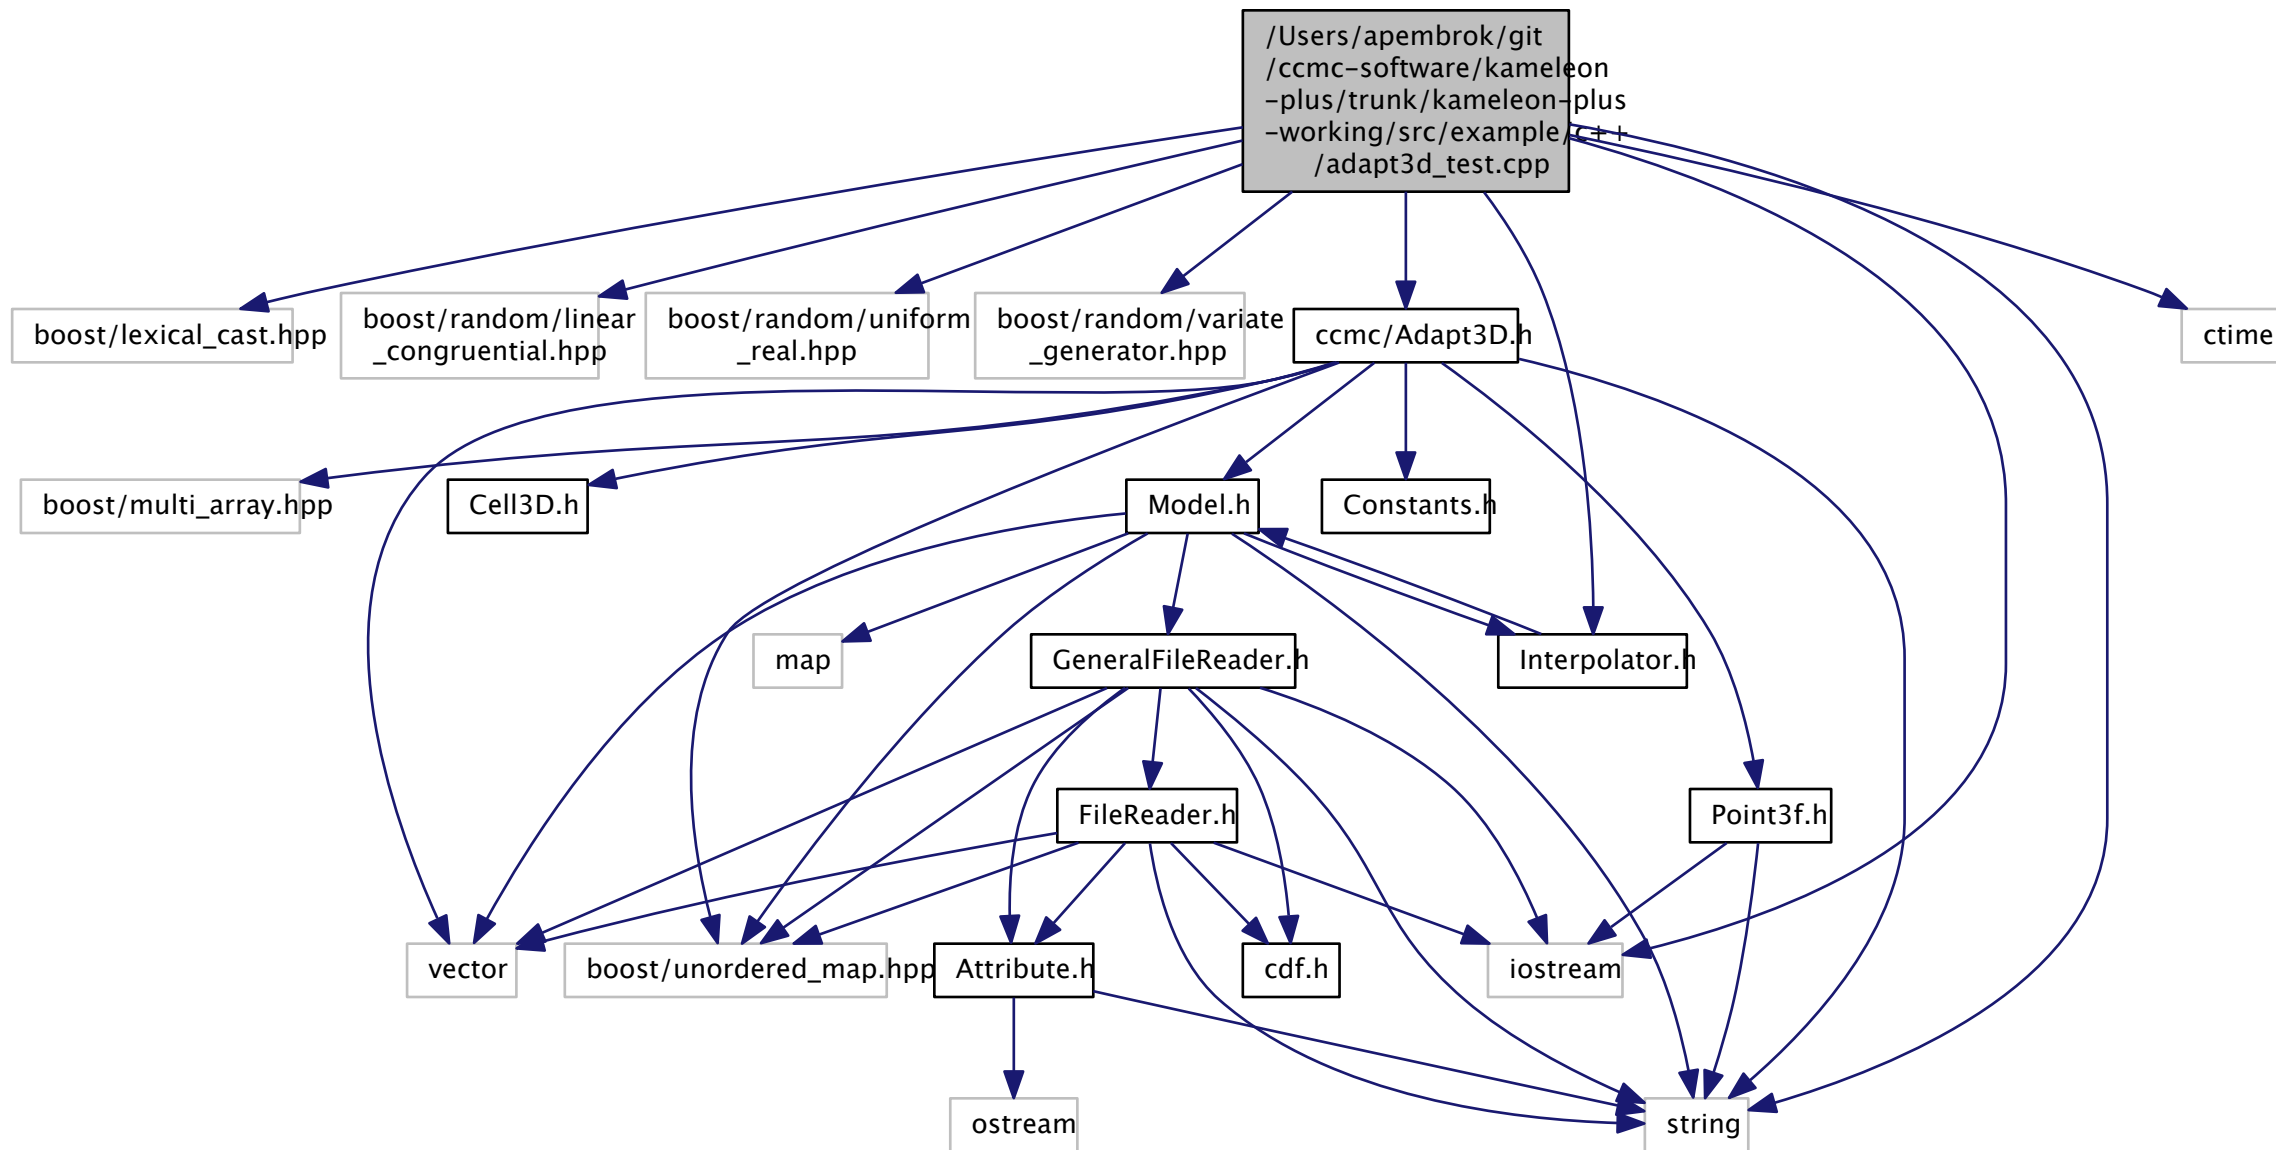 /Users/apembrok/git
/ccmc-software/kameleon
-plus/trunk/kameleon-plus
-working/src/example/c++
/adapt3d_test.cpp
boost/lexical_cast.hpp
boost/random/linear
_congruential.hpp
boost/random/uniform
_real.hpp
boost/random/variate
_generator.hpp
ccmc/Adapt3D.h
ctime
boost/multi_array.hpp
Cell3D.h
Model.h
Constants.h
map
GeneralFileReader.h
Interpolator.h
FileReader.h
Point3f.h
vector
boost/unordered_map.hpp
Attribute.h
cdf.h
iostream
ostream
string